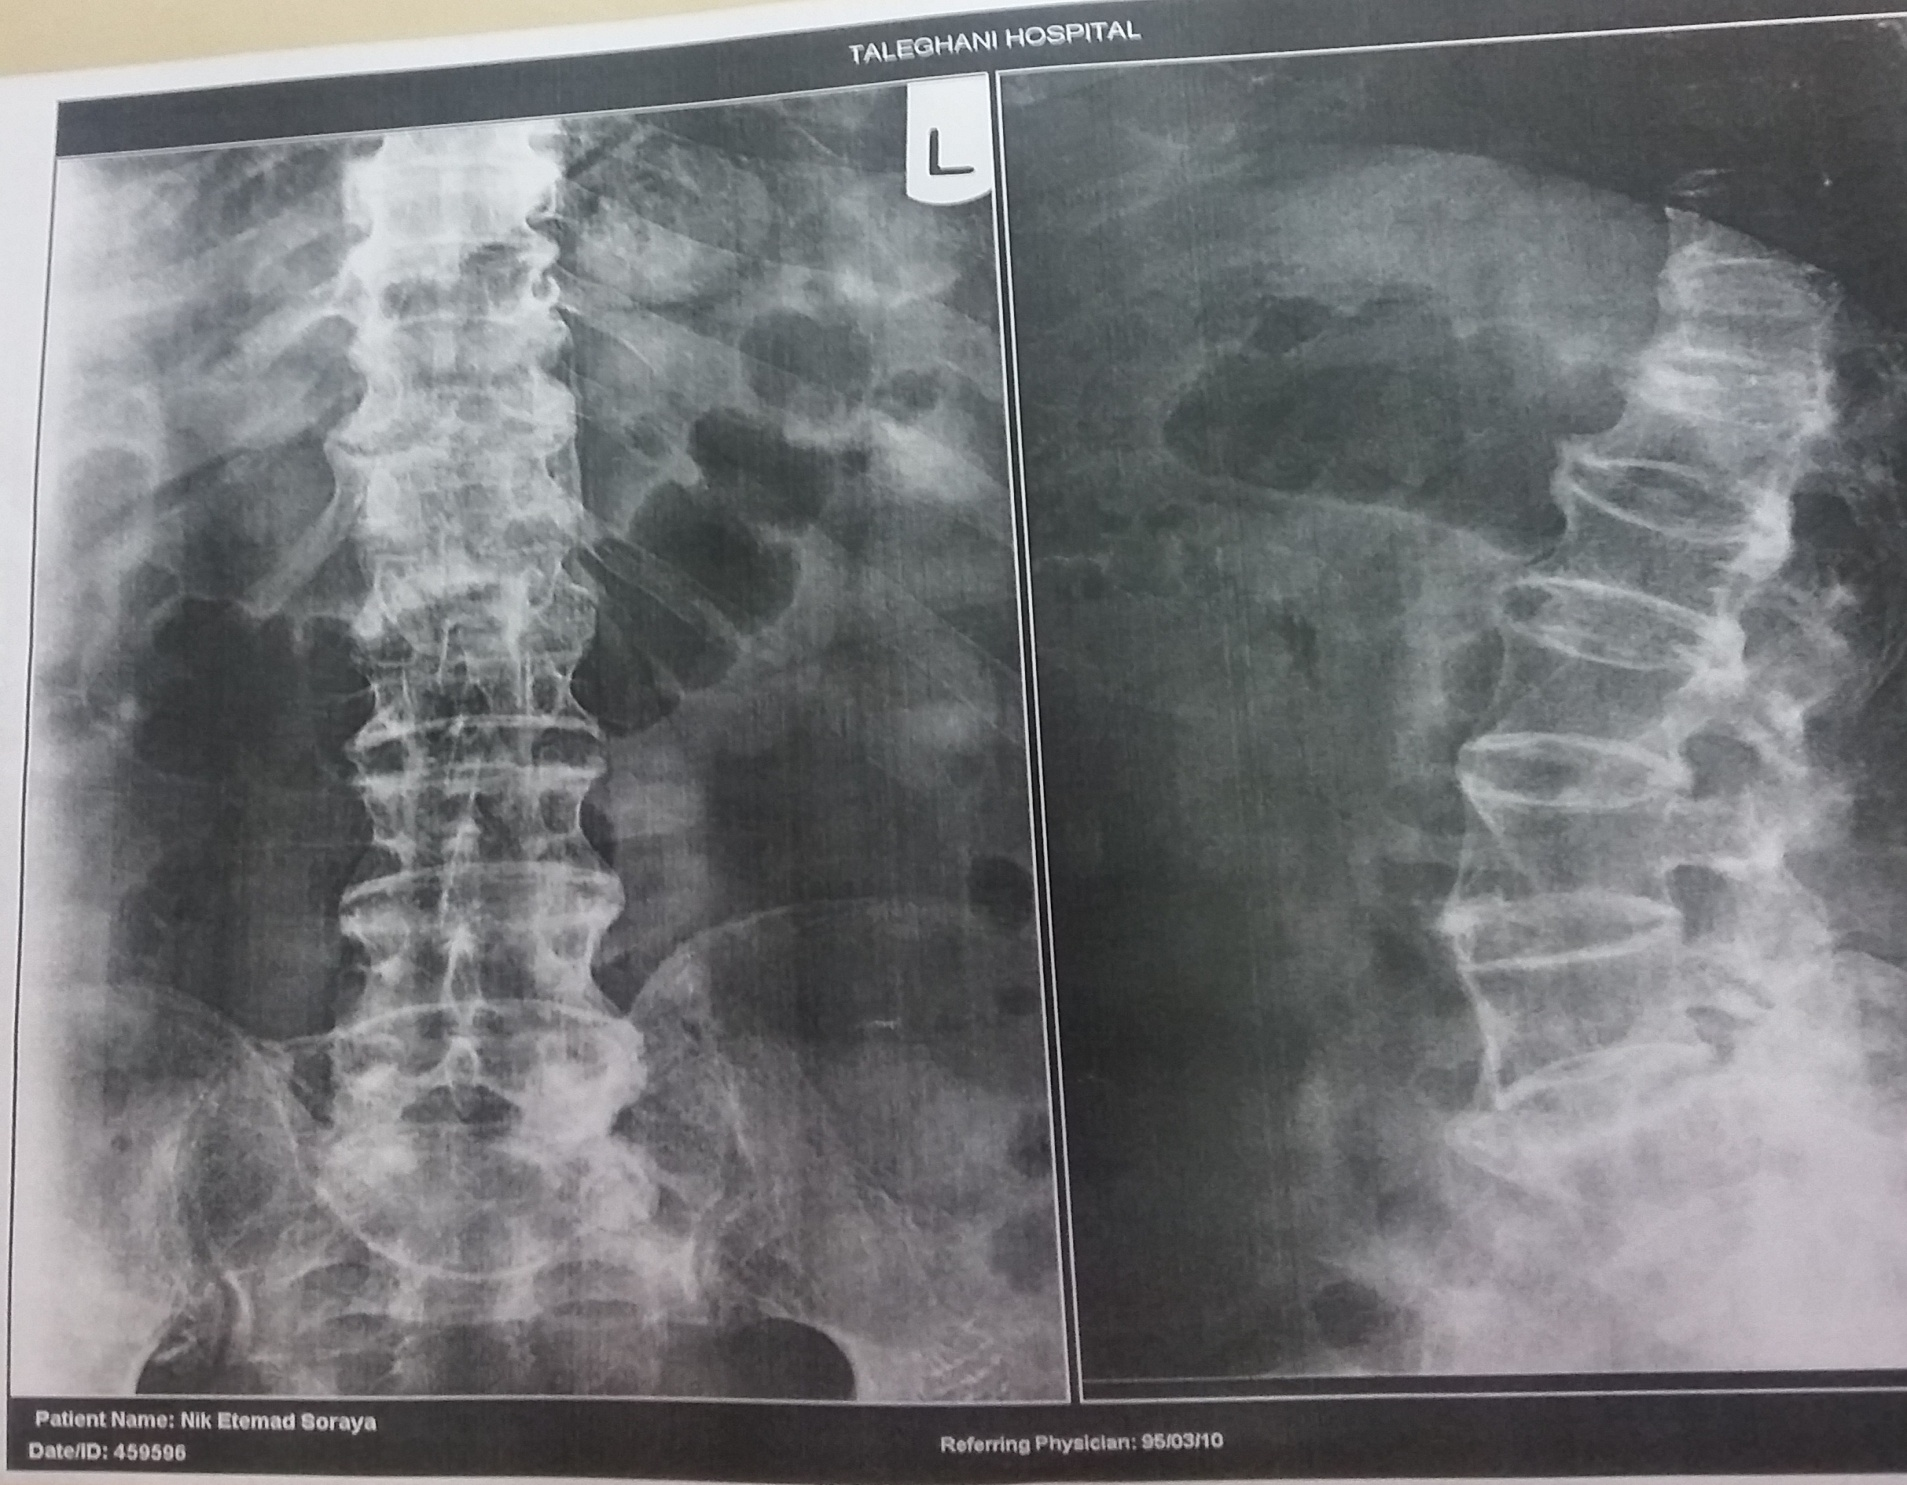 TALEGHANI HOSPITAL
L
Patient Name: Nik Etemad Soraya
Date/ID: 459596
Referring Physician: 95/03/10